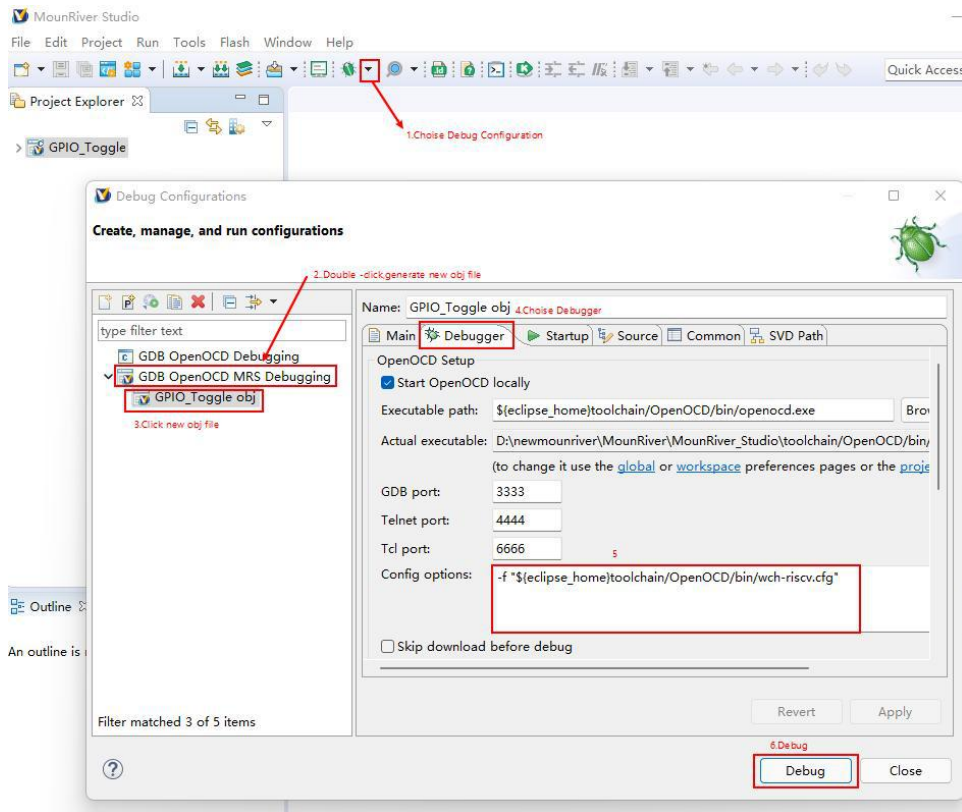 MounRiver Studio
File Edit Project Run Tools Flash Window Help
Quick Access
Project Explorer
1.Choise Debug Configuration
GPIO_Toggle
Debug Configurations
Create, manage, and run configurations
2.Double -click,generate new obj file
Name: GPIO_Toggle obj 4.Choise Debugger
type filter text
Main Debugger Startup Source Common SVD Path
GDB OpenOCD Debugging
OpenOCD Setup
GDB OpenOCD MRS Debugging
Start OpenOCD locally
GPIO_Toggle obj
Executable path: ${eclipse_home}toolchain/OpenOCD/bin/openocd.exe Brow
3.Click new obj file
Actual executable: D:\newmounriver\MounRiver\MounRiver_Studio\toolchain/OpenOCD/bin/
(to change it use the global or workspace preferences pages or the proje
GDB port: 3333
Telnet port: 4444
Tcl port: 6666
5
Config options: -f "${eclipse_home}toolchain/OpenOCD/bin/wch-riscv.cfg"
Outline
An outline is
Skip download before debug
Filter matched 3 of 5 items
Revert Apply
6.Debug
Debug Close